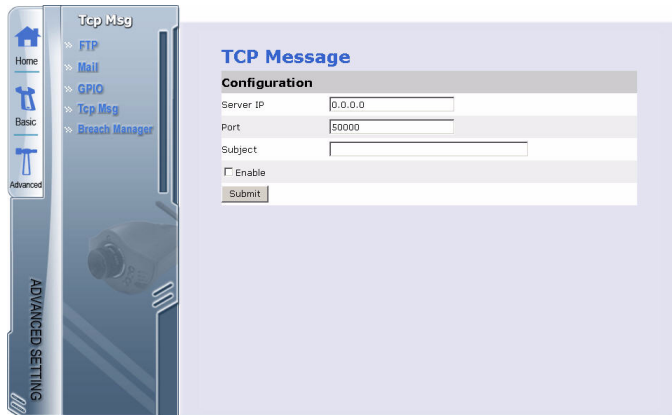 Tcp Msg
Home
Basic
Advanced
ADVANCED SETTING
» FTP
» Mail
» GPIO
» Tcp Msg
» Breach Manager
TCP Message
Configuration
Server IP 0.0.0.0
Port 50000
Subject
Enable
Submit